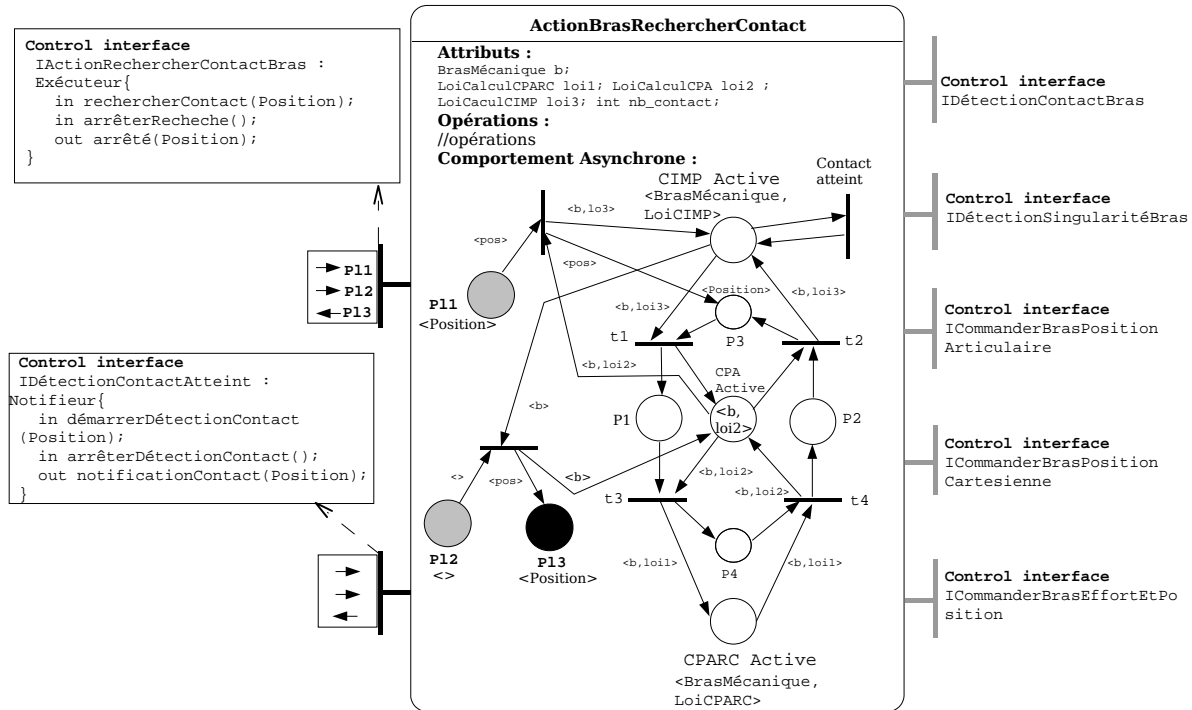 ActionBrasRechercherContact
Attributs :
BrasMécanique b;
LoiCalculCPARC loi1; LoiCalculCPA loi2 ;
LoiCaculCIMP loi3; int nb_contact;
Opérations :
//opérations
Comportement Asynchrone :
Control interface
IActionRechercherContactBras :
Exécuteur{
in rechercherContact(Position);
in arrêterRecheche();
out arrêté(Position);
}
Pl1
Pl2
Pl3
Control interface
IDétectionContactAtteint :
Notifieur{
in démarrerDétectionContact
(Position);
in arrêterDétectionContact();
out notificationContact(Position);
}
Contact
atteint
CIMP Active
<BrasMécanique,
LoiCIMP>
<b,lo3>
<pos>
<pos>
Pl1
<Position>
<Position>
<b,loi3>
<b,loi3>
P3
t1
t2
<b,loi2>
CPA
Active
<b,
loi2>
<b>
P1
P2
<>
<pos>
<b>
<b,loi2>
<b,loi2>
t3
t4
Pl2
<>
Pl3
<Position>
<b,loi1>
P4
<b,loi1>
CPARC Active
<BrasMécanique,
LoiCPARC>
Control interface
IDétectionContactBras
Control interface
IDétectionSingularitéBras
Control interface
ICommanderBrasPosition
Articulaire
Control interface
ICommanderBrasPosition
Cartesienne
Control interface
ICommanderBrasEffortEtPo
sition